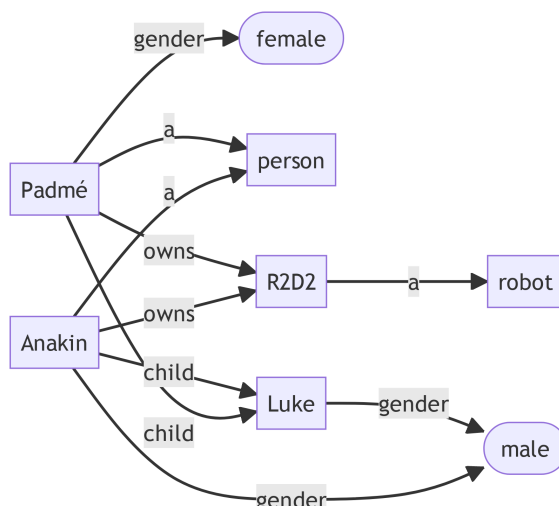 gender
female
a
person
a
Padmé
owns
R2D2
a
robot
owns
Anakin
child
Luke
gender
child
male
gender